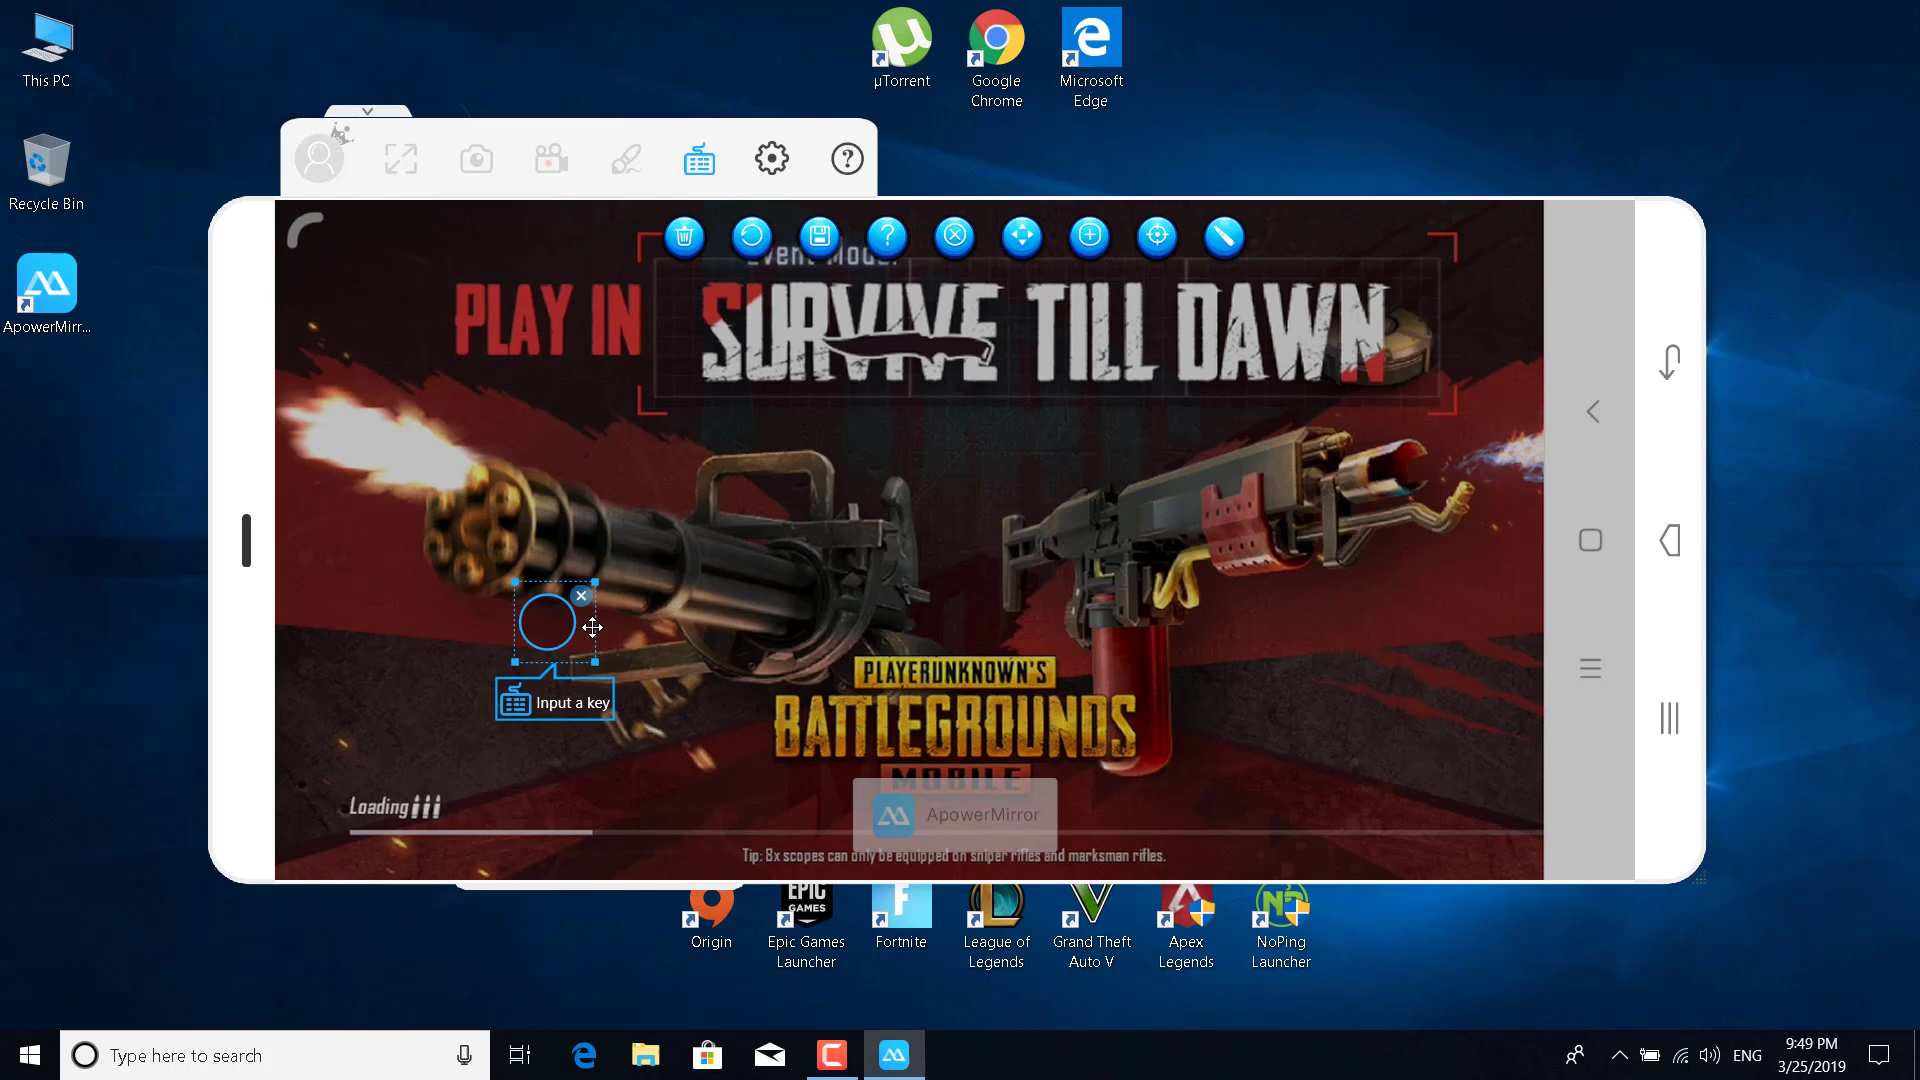 This PC
µTorrent
Google
Chrome
Microsoft
Edge
Recycle Bin
ApowerMirr...
Event Mode:
PLAY IN SURVIVE TILL DAWN
Input a key
PLAYERUNKNOWN'S
BATTLEGROUNDS
MOBILE
Loading
ApowerMirror
Tip: 8x scopes can only be equipped on sniper rifles and marksman rifles.
EPIC
GAMES
Origin
Epic Games
Launcher
Fortnite
League of
Legends
Grand Theft
Auto V
Apex
Legends
NoPing
Launcher
Type here to search
ENG
9:49 PM
3/25/2019